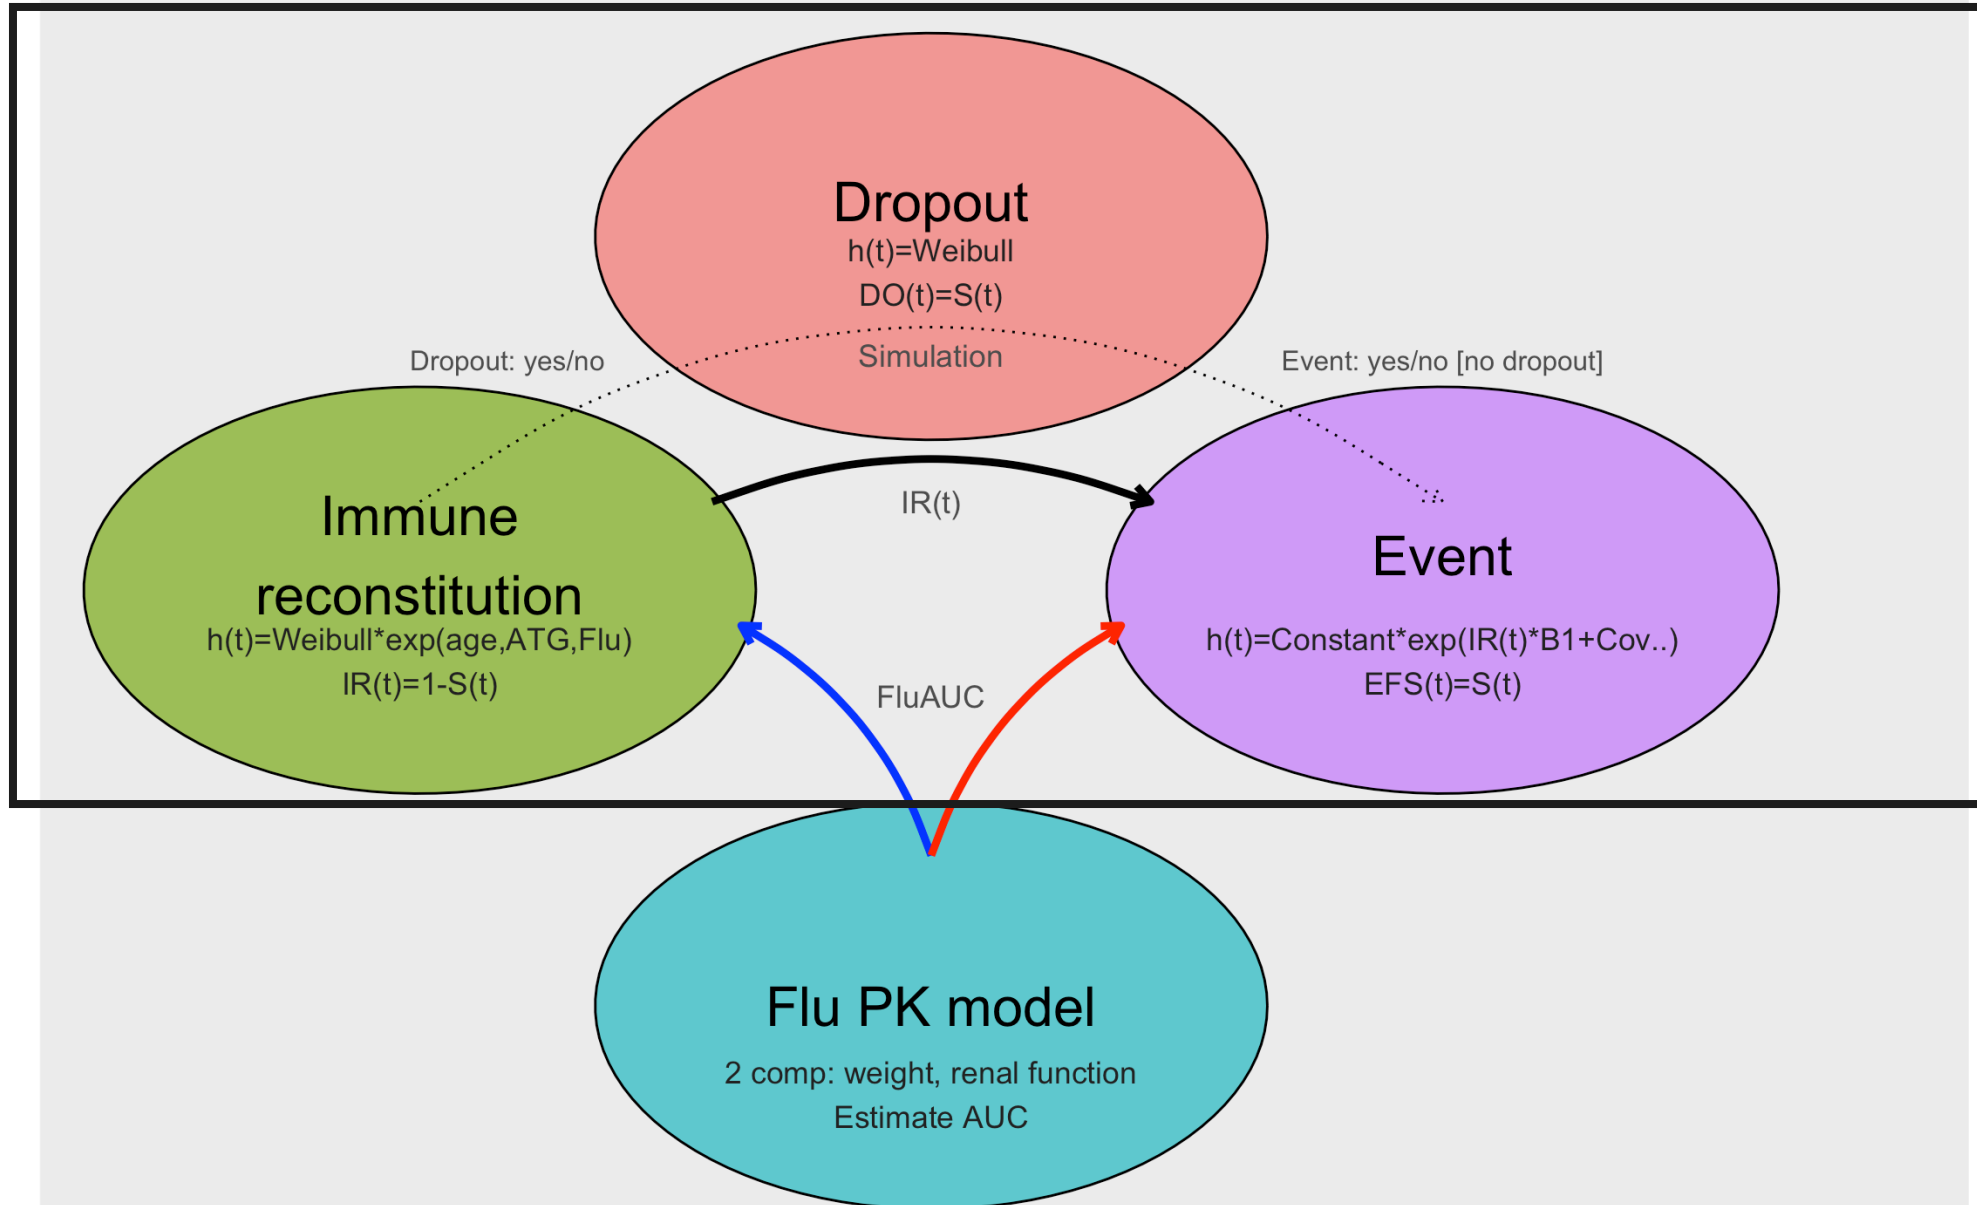 Dropout
h(t)=Weibull
DO(t)=S(t)
Simulation
Dropout: yes/no
Event: yes/no [no dropout]
Immune
reconstitution
h(t)=Weibull*exp(age,ATG,Flu)
IR(t)=1-S(t)
IR(t)
Event
h(t)=Constant*exp(IR(t)*B1+Cov..)
EFS(t)=S(t)
FluAUC
Flu PK model
2 comp: weight, renal function
Estimate AUC